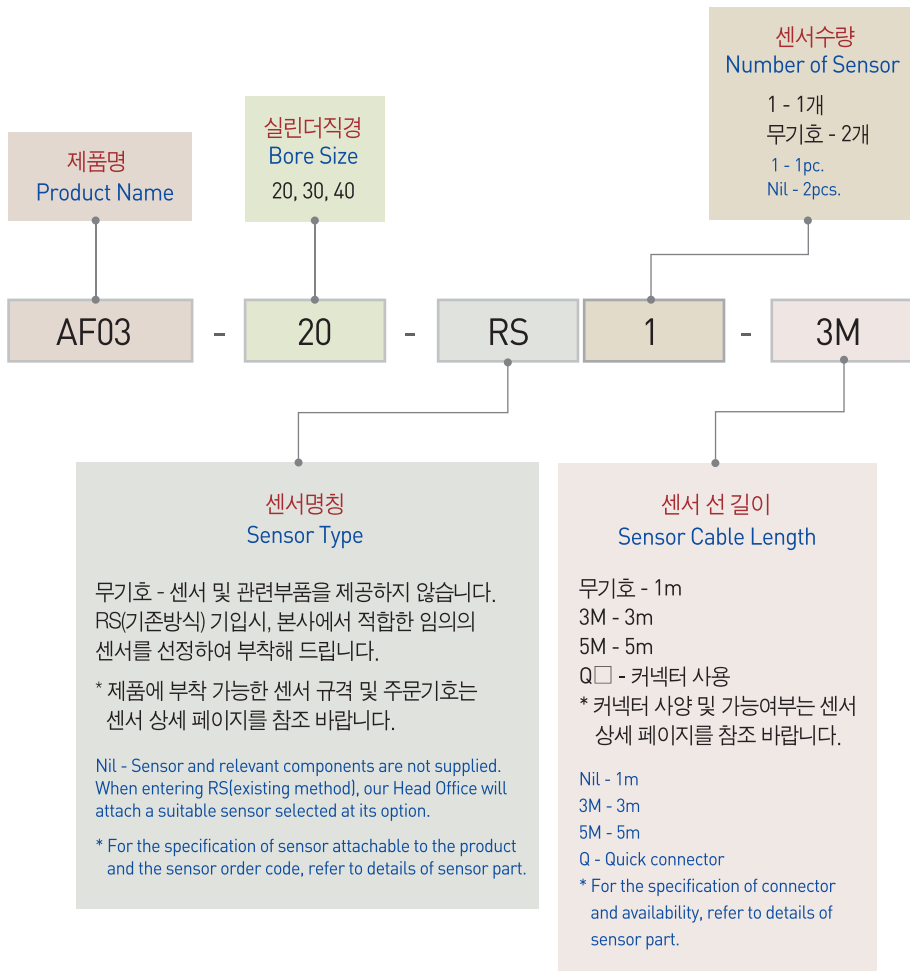 센서수량
Number of Sensor
1 - 1개
무기호 - 2개
1 - 1pc.
Nil - 2pcs.
실린더직경
Bore Size
20, 30, 40
제품명
Product Name
AF03 - 20 - RS 1 - 3M
센서명칭
Sensor Type
무기호 - 센서 및 관련부품을 제공하지 않습니다.
RS(기존방식) 기입시, 본사에서 적합한 임의의
센서를 선정하여 부착해 드립니다.
* 제품에 부착 가능한 센서 규격 및 주문기호는
센서 상세 페이지를 참조 바랍니다.
Nil - Sensor and relevant components are not supplied.
When entering RS(existing method), our Head Office will
attach a suitable sensor selected at its option.
* For the specification of sensor attachable to the product
and the sensor order code, refer to details of sensor part.
센서 선 길이
Sensor Cable Length
무기호 - 1m
3M - 3m
5M - 5m
Q□ - 커넥터 사용
* 커넥터 사양 및 가능여부는 센서
상세 페이지를 참조 바랍니다.
Nil - 1m
3M - 3m
5M - 5m
Q - Quick connector
* For the specification of connector
and availability, refer to details of
sensor part.